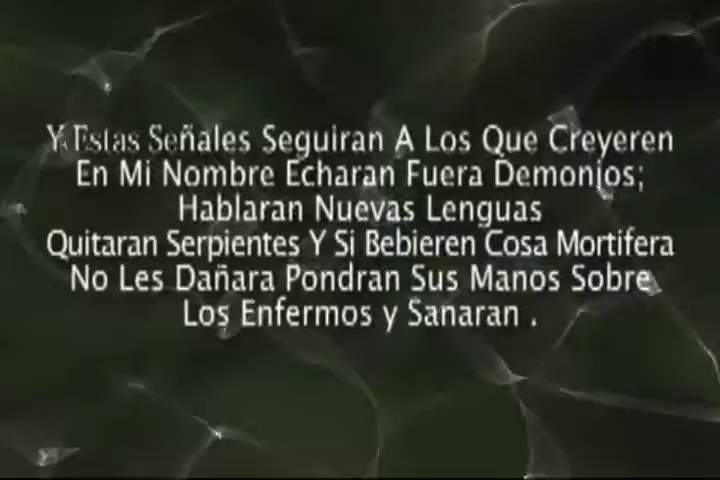 Y Estas Señales Seguiran A Los Que Creyeren
En Mi Nombre Echaran Fuera Demonios;
Hablaran Nuevas Lenguas
Quitaran Serpientes Y Si Bebieren Cosa Mortifera
No Les Dañara Pondran Sus Manos Sobre
Los Enfermos y Sanaran .